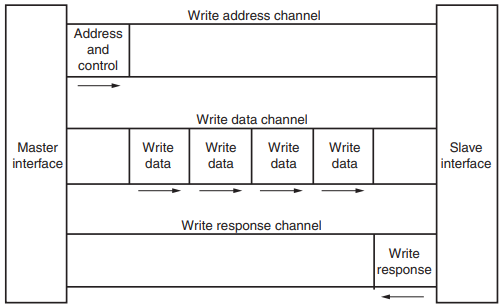 Write address channel
Address
and
control
Write data channel
Master
interface
Write
data
Write
data
Write
data
Write
data
Slave
interface
Write response channel
Write
response